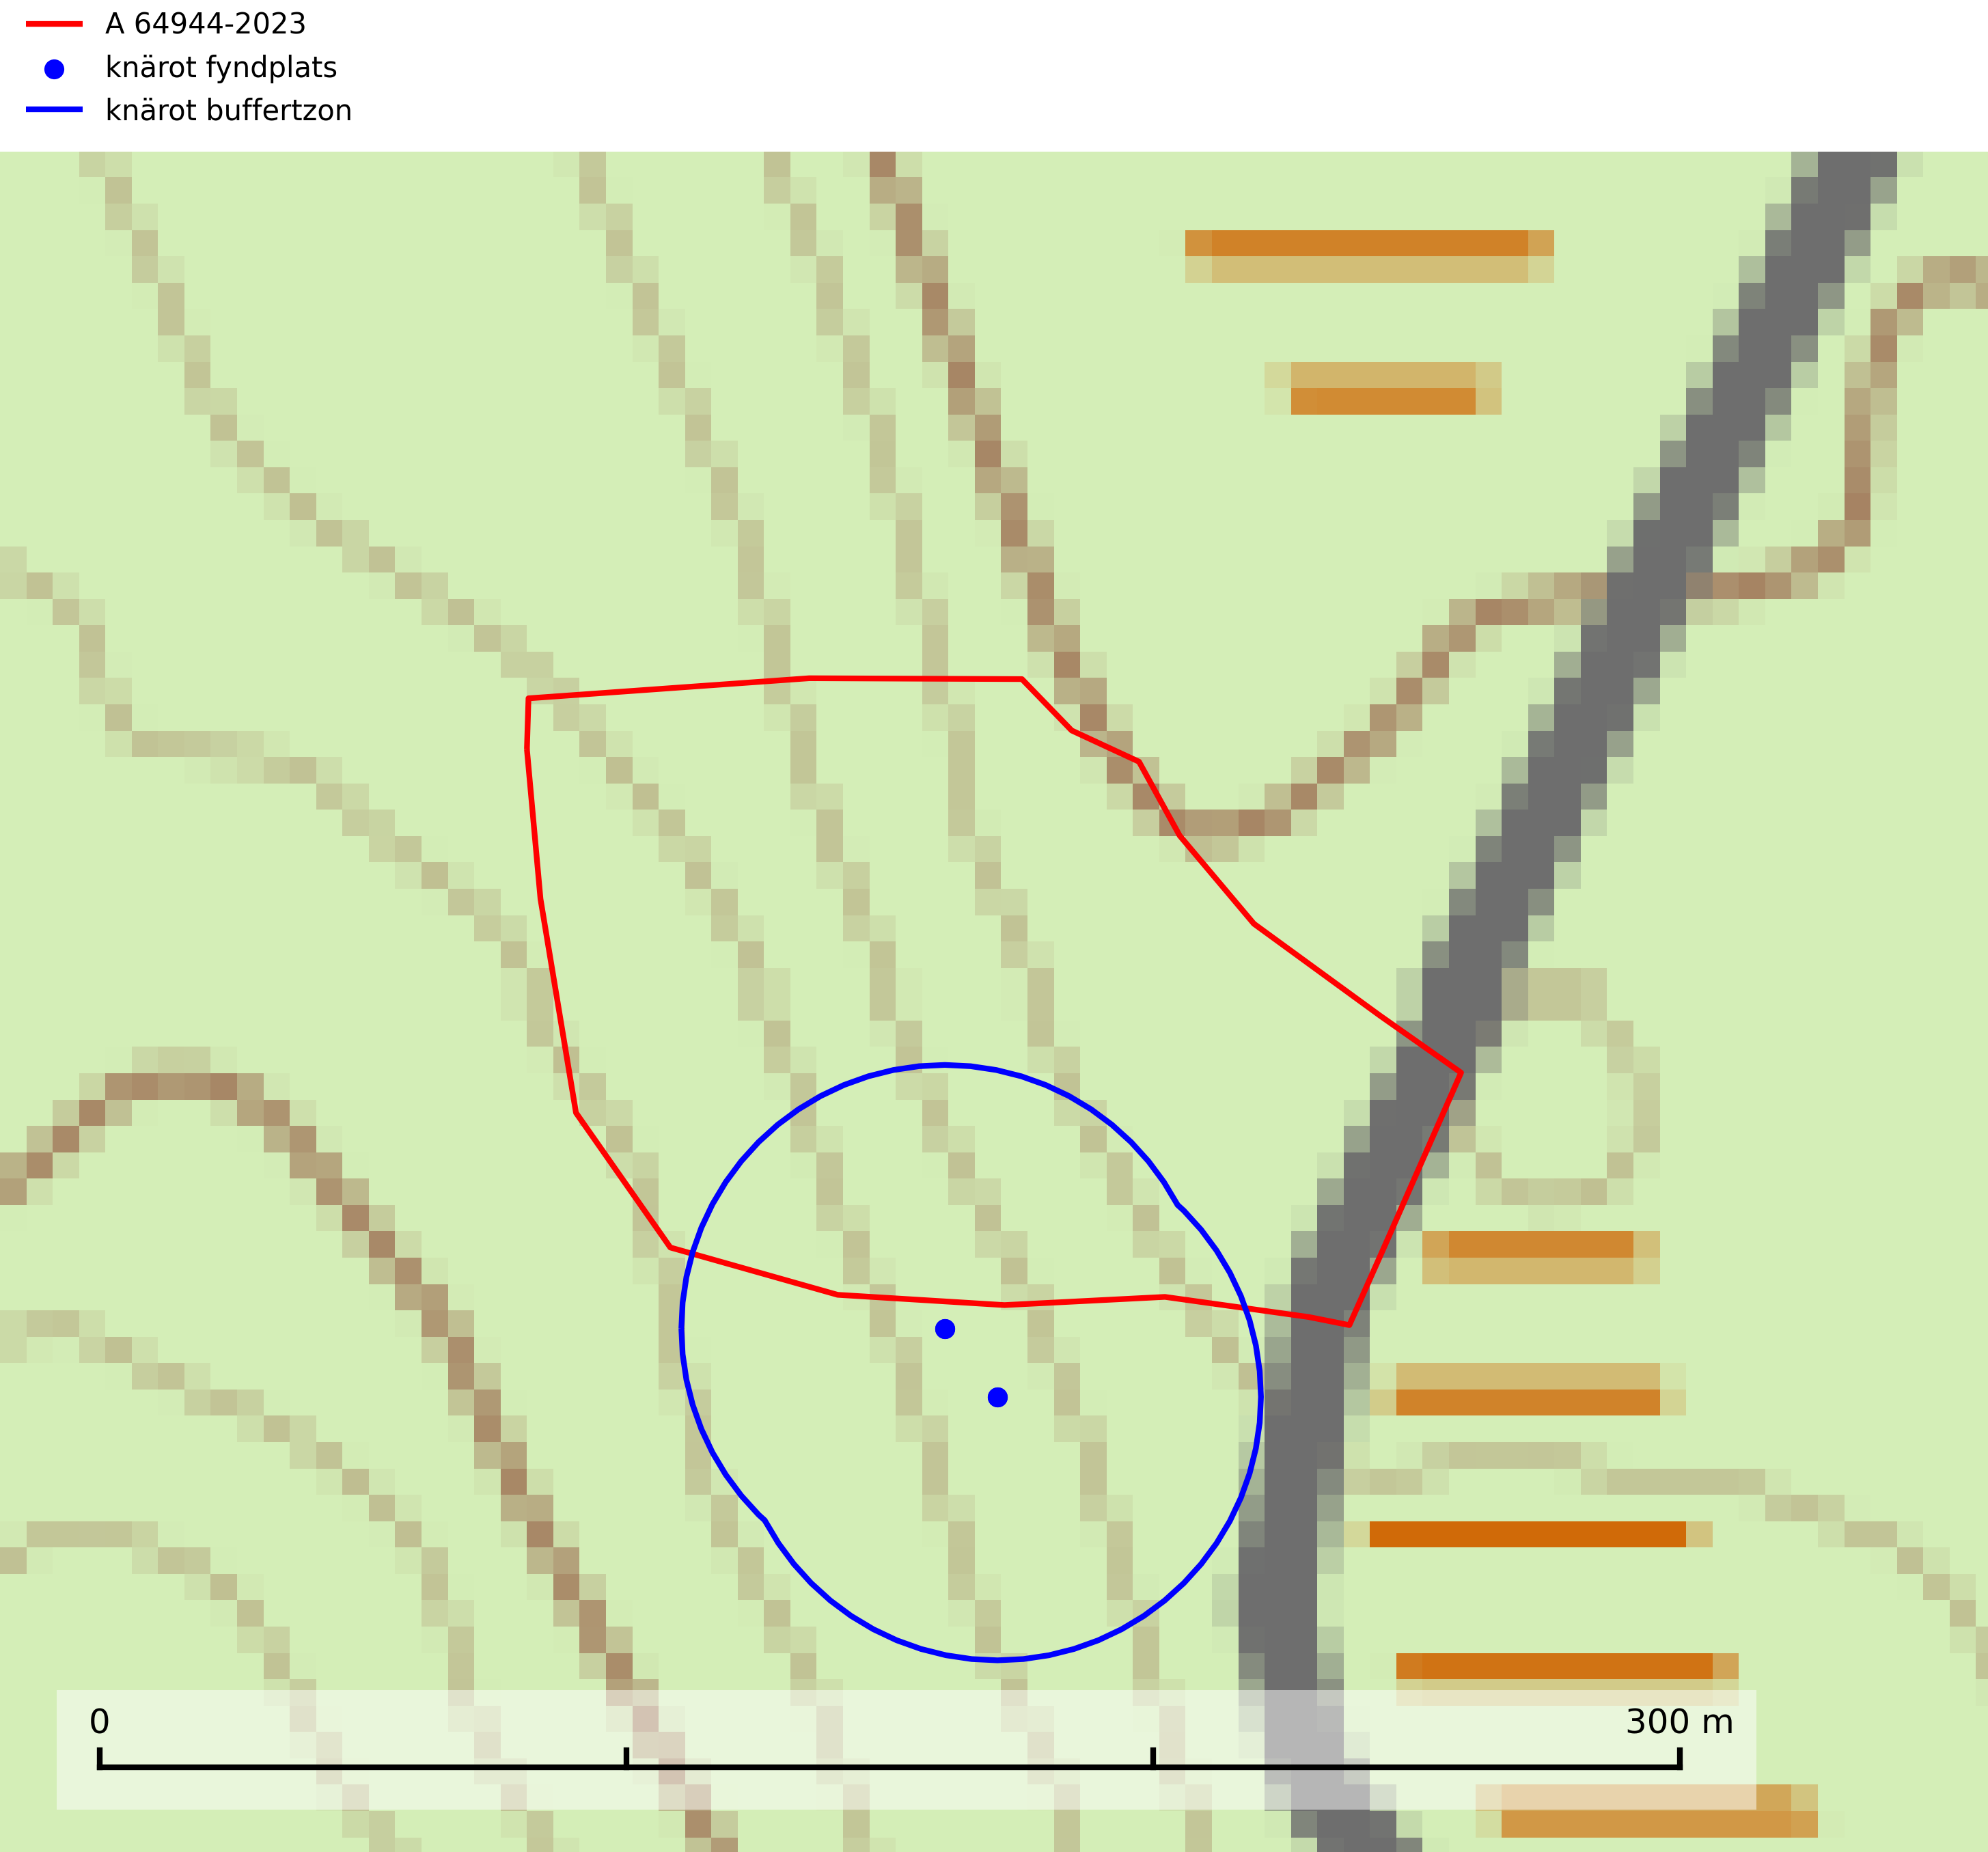 A 64944-2023
knärot fyndplats
knärot buffertzon
0
300 m